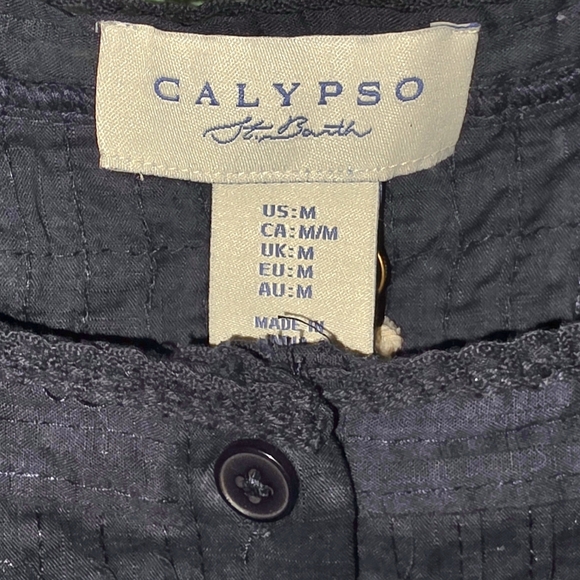 CALYPSO
St. Barth
US:M
CA:M/M
UK:M
EU:M
AU:M
MADE IN